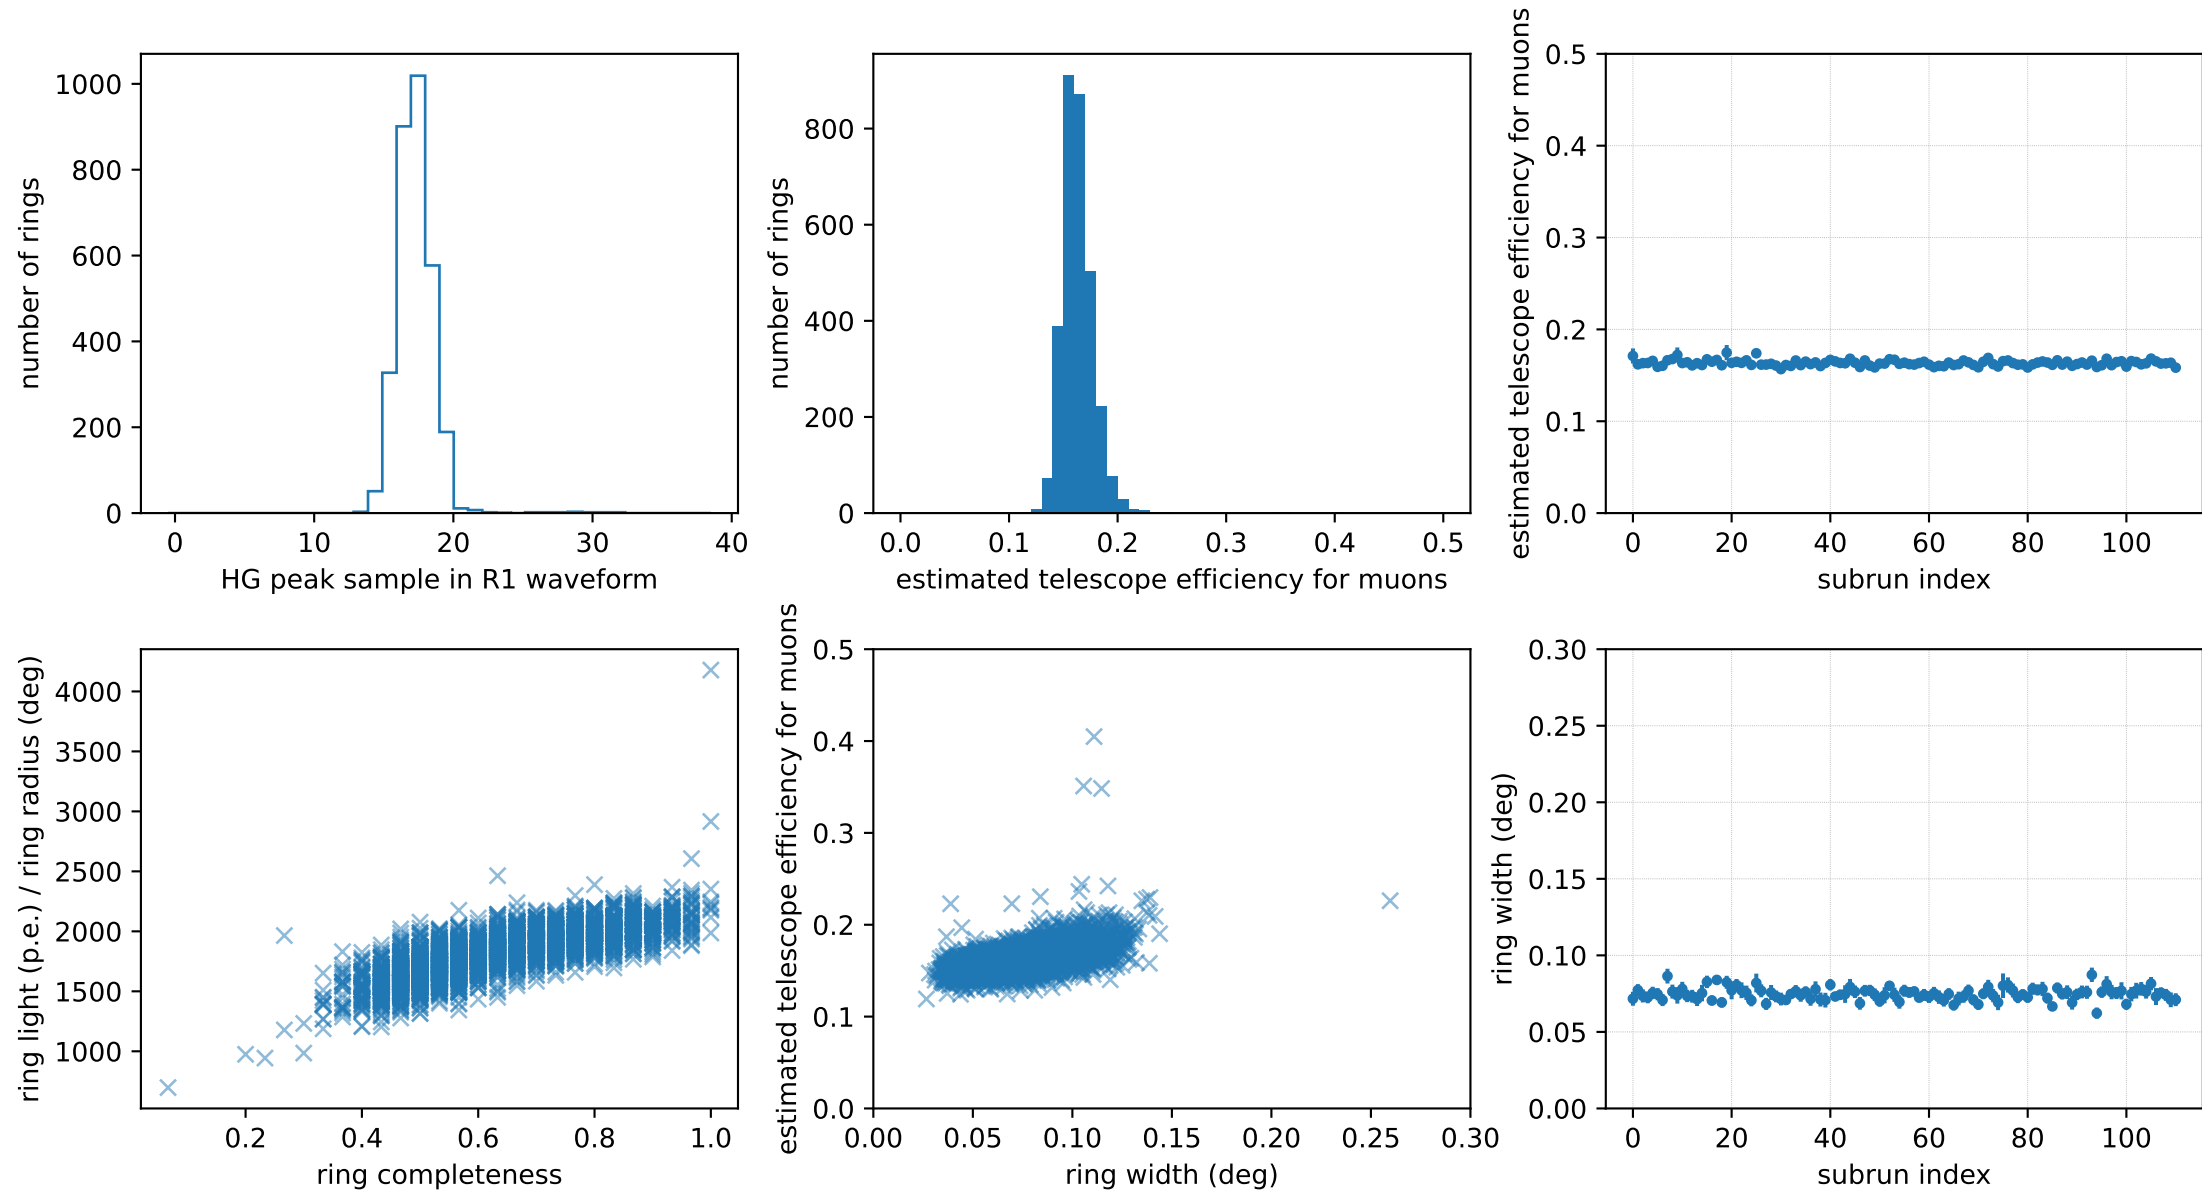 number of rings
1000
800
600
400
200
0
0 10 20 30 40
HG peak sample in R1 waveform
number of rings
800
600
400
200
0
0.0 0.1 0.2 0.3 0.4 0.5
estimated telescope efficiency for muons
estimated telescope efficiency for muons
0.5
0.4
0.3
0.2
0.1
0.0
0 20 40 60 80 100
subrun index
ring light (p.e.) / ring radius (deg)
4000
3500
3000
2500
2000
1500
1000
0.2 0.4 0.6 0.8 1.0
ring completeness
estimated telescope efficiency for muons
0.5
0.4
0.3
0.2
0.1
0.0
0.00 0.05 0.10 0.15 0.20 0.25 0.30
ring width (deg)
ring width (deg)
0.30
0.25
0.20
0.15
0.10
0.05
0.00
0 20 40 60 80 100
subrun index